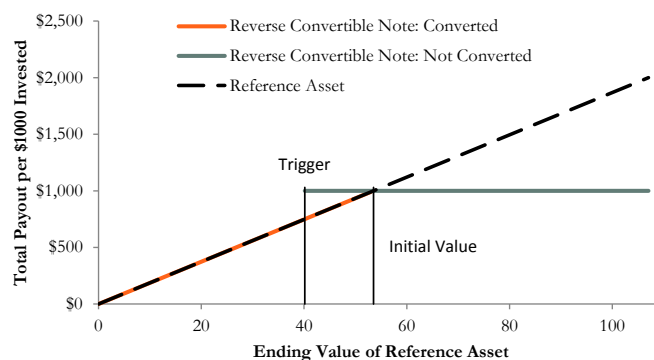 $2,500
Reverse Convertible Note: Converted
Reverse Convertible Note: Not Converted
$2,000
Reference Asset
$1,500
Trigger
$1,000
Initial Value
$500
$0
0 20 40 60 80 100
Total Payout per $1000 Invested
Ending Value of Reference Asset